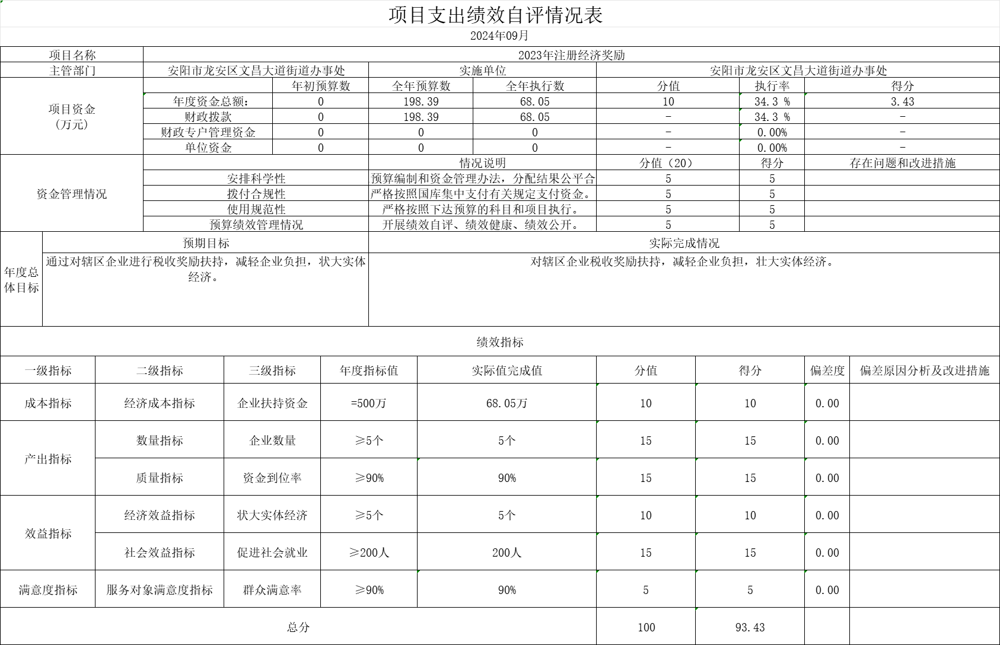 项目支出绩效自评情况表
2024年09月
项目名称 2023年注册经济奖励
主管部门 安阳市龙安区文昌大道街道办事处 实施单位 安阳市龙安区文昌大道街道办事处
项目资金
(万元)
年初预算数 全年预算数 全年执行数 分值 执行率 得分
年度资金总额: 0 198.39 68.05 10 34.3 % 3.43
财政拨款 0 198.39 68.05 - 34.3 % -
财政专户管理资金 0 0 0 - 0.00% -
单位资金 0 0 0 - 0.00% -
资金管理情况
情况说明 分值（20） 得分 存在问题和改进措施
安排科学性 预算编制和资金管理办法，分配结果公平合 5 5
拨付合规性 严格按照国库集中支付有关规定支付资金。 5 5
使用规范性 严格按照下达预算的科目和项目执行。 5 5
预算绩效管理情况 开展绩效自评、绩效健康、绩效公开。 5 5
年度总
体目标
预期目标 实际完成情况
通过对辖区企业进行税收奖励扶持，减轻企业负担，状大实体
经济。
对辖区企业税收奖励扶持，减轻企业负担，壮大实体经济。
绩效指标
一级指标 二级指标 三级指标 年度指标值 实际值完成值 分值 得分 偏差度 偏差原因分析及改进措施
成本指标 经济成本指标 企业扶持资金 =500万 68.05万 10 10 0.00
产出指标 数量指标 企业数量 ≥5个 5个 15 15 0.00
质量指标 资金到位率 ≥90% 90% 15 15 0.00
效益指标 经济效益指标 状大实体经济 ≥5个 5个 10 10 0.00
社会效益指标 促进社会就业 ≥200人 200人 15 15 0.00
满意度指标 服务对象满意度指标 群众满意率 ≥90% 90% 5 5 0.00
总分 100 93.43